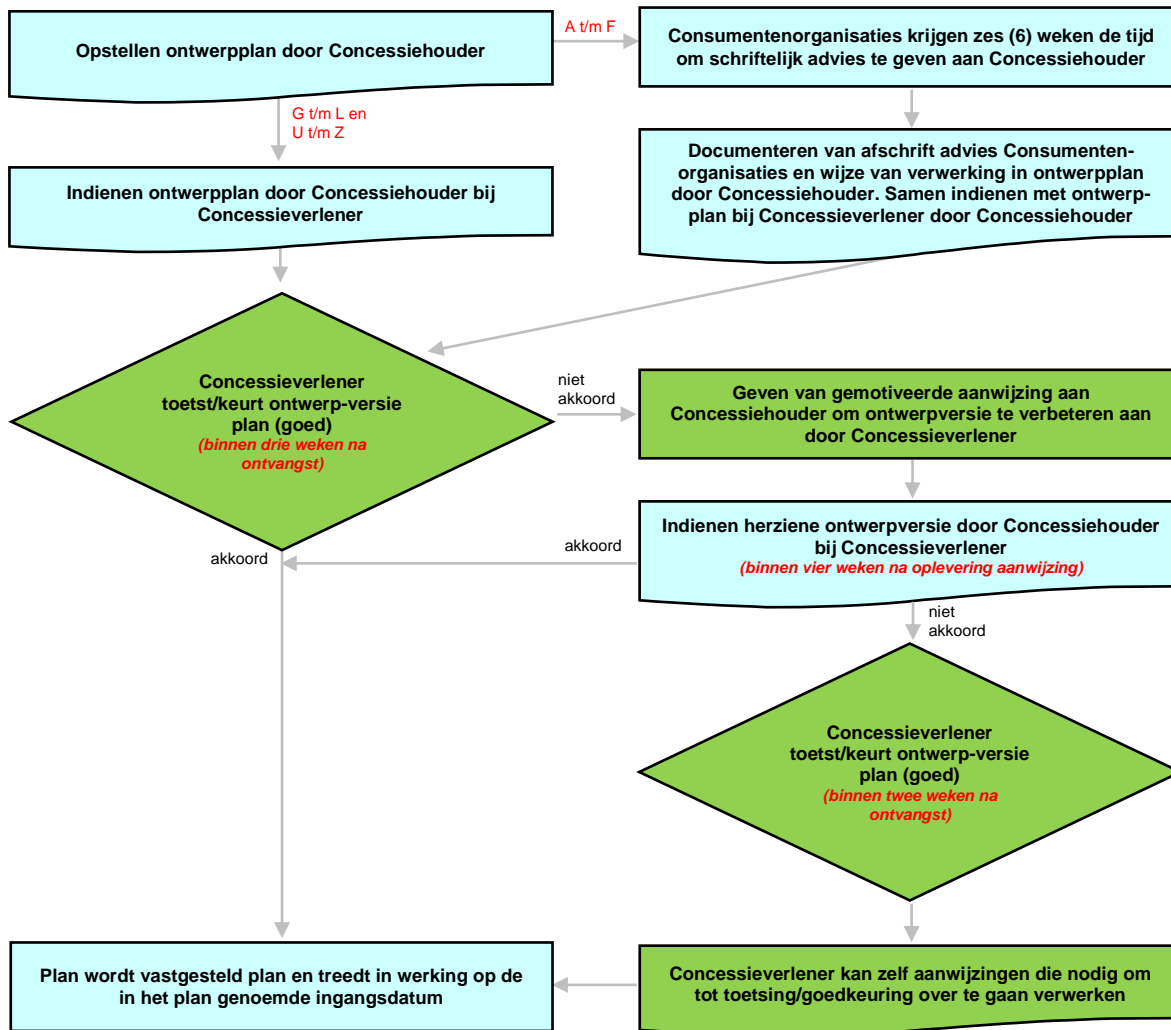 Opstellen ontwerpplan door Concessiehouder
A t/m F
Consumentenorganisaties krijgen zes (6) weken de tijd
om schriftelijk advies te geven aan Concessiehouder
G t/m L en
U t/m Z
Indienen ontwerpplan door Concessiehouder bij
Concessieverlener
Documenteren van afschrift advies Consumenten-
organisaties en wijze van verwerking in ontwerpplan
door Concessiehouder. Samen indienen met ontwerp-
plan bij Concessieverlener door Concessiehouder
Concessieverlener
toetst/keurt ontwerp-versie
plan (goed)
(binnen drie weken na
ontvangst)
niet
akkoord
Geven van gemotiveerde aanwijzing aan
Concessiehouder om ontwerpversie te verbeteren aan
door Concessieverlener
Indienen herziene ontwerpversie door Concessiehouder
bij Concessieverlener
(binnen vier weken na oplevering aanwijzing)
akkoord
akkoord
niet
akkoord
Concessieverlener
toetst/keurt ontwerp-versie
plan (goed)
(binnen twee weken na
ontvangst)
Plan wordt vastgesteld plan en treedt in werking op de
in het plan genoemde ingangsdatum
Concessieverlener kan zelf aanwijzingen die nodig om
tot toetsing/goedkeuring over te gaan verwerken